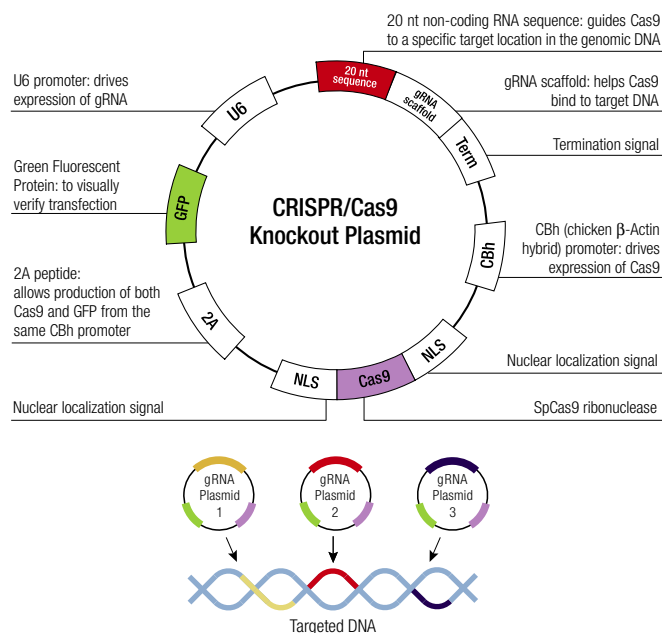 20 nt non-coding RNA sequence: guides Cas9
to a specific target location in the genomic DNA
U6 promoter: drives
expression of gRNA
gRNA scaffold: helps Cas9
bind to target DNA
Termination signal
Green Fluorescent
Protein: to visually
verify transfection
CBh (chicken β-Actin
hybrid) promoter: drives
expression of Cas9
2A peptide:
allows production of both
Cas9 and GFP from the
same CBh promoter
Nuclear localization signal
Nuclear localization signal
SpCas9 ribonuclease
CRISPR/Cas9
Knockout Plasmid
20 nt
sequence
gRNA
scaffold
Term
CBh
NLS
Cas9
NLS
2A
GFP
U6
gRNA
Plasmid
1
gRNA
Plasmid
2
gRNA
Plasmid
3
Targeted DNA